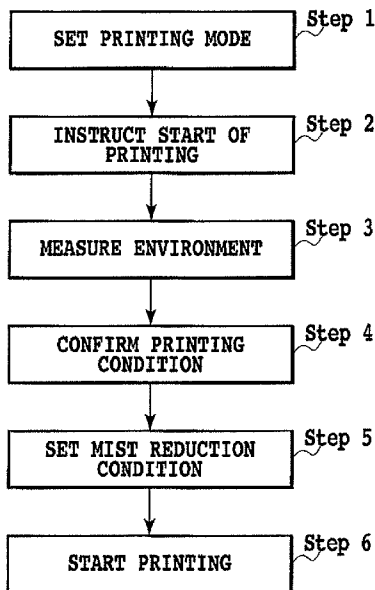 Step 1
SET PRINTING MODE
Step 2
INSTRUCT START OF
PRINTING
Step 3
MEASURE ENVIRONMENT
Step 4
CONFIRM PRINTING
CONDITION
Step 5
SET MIST REDUCTION
CONDITION
Step 6
START PRINTING